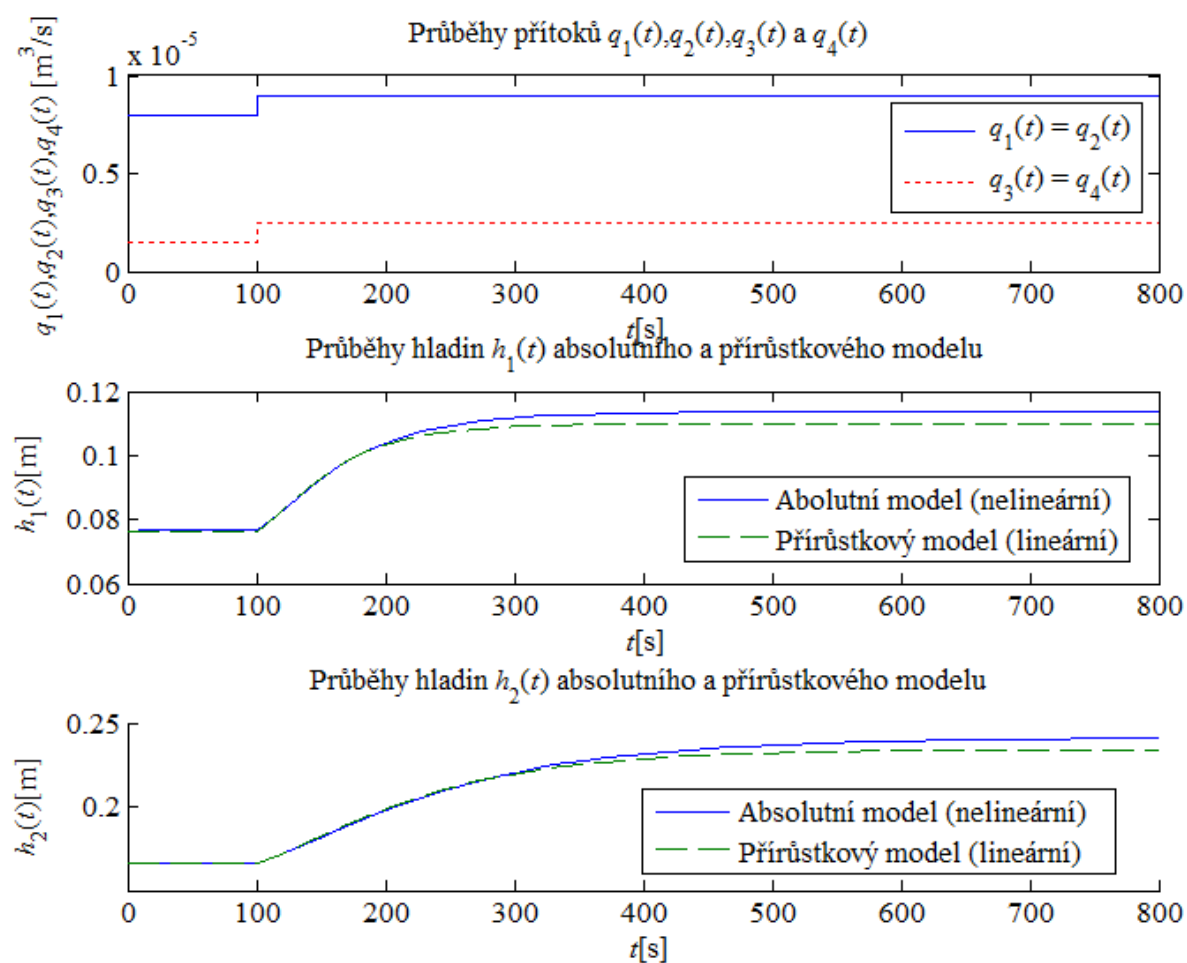 Průběhy přítoků q₁(t),q₂(t),q₃(t) a q₄(t)
x 10⁻⁵
q₁(t),q₂(t),q₃(t),q₄(t) [m³/s]
1
0.5
0
q₁(t) = q₂(t)
q₃(t) = q₄(t)
0 100 200 300 400 500 600 700 800
t[s]
Průběhy hladin h₁(t) absolutního a přírůstkového modelu
h₁(t)[m]
0.12
0.1
0.08
0.06
Abolutní model (nelineární)
Přírůstkový model (lineární)
0 100 200 300 400 500 600 700 800
t[s]
Průběhy hladin h₂(t) absolutního a přírůstkového modelu
h₂(t)[m]
0.25
0.2
Absolutní model (nelineární)
Přírůstkový model (lineární)
0 100 200 300 400 500 600 700 800
t[s]